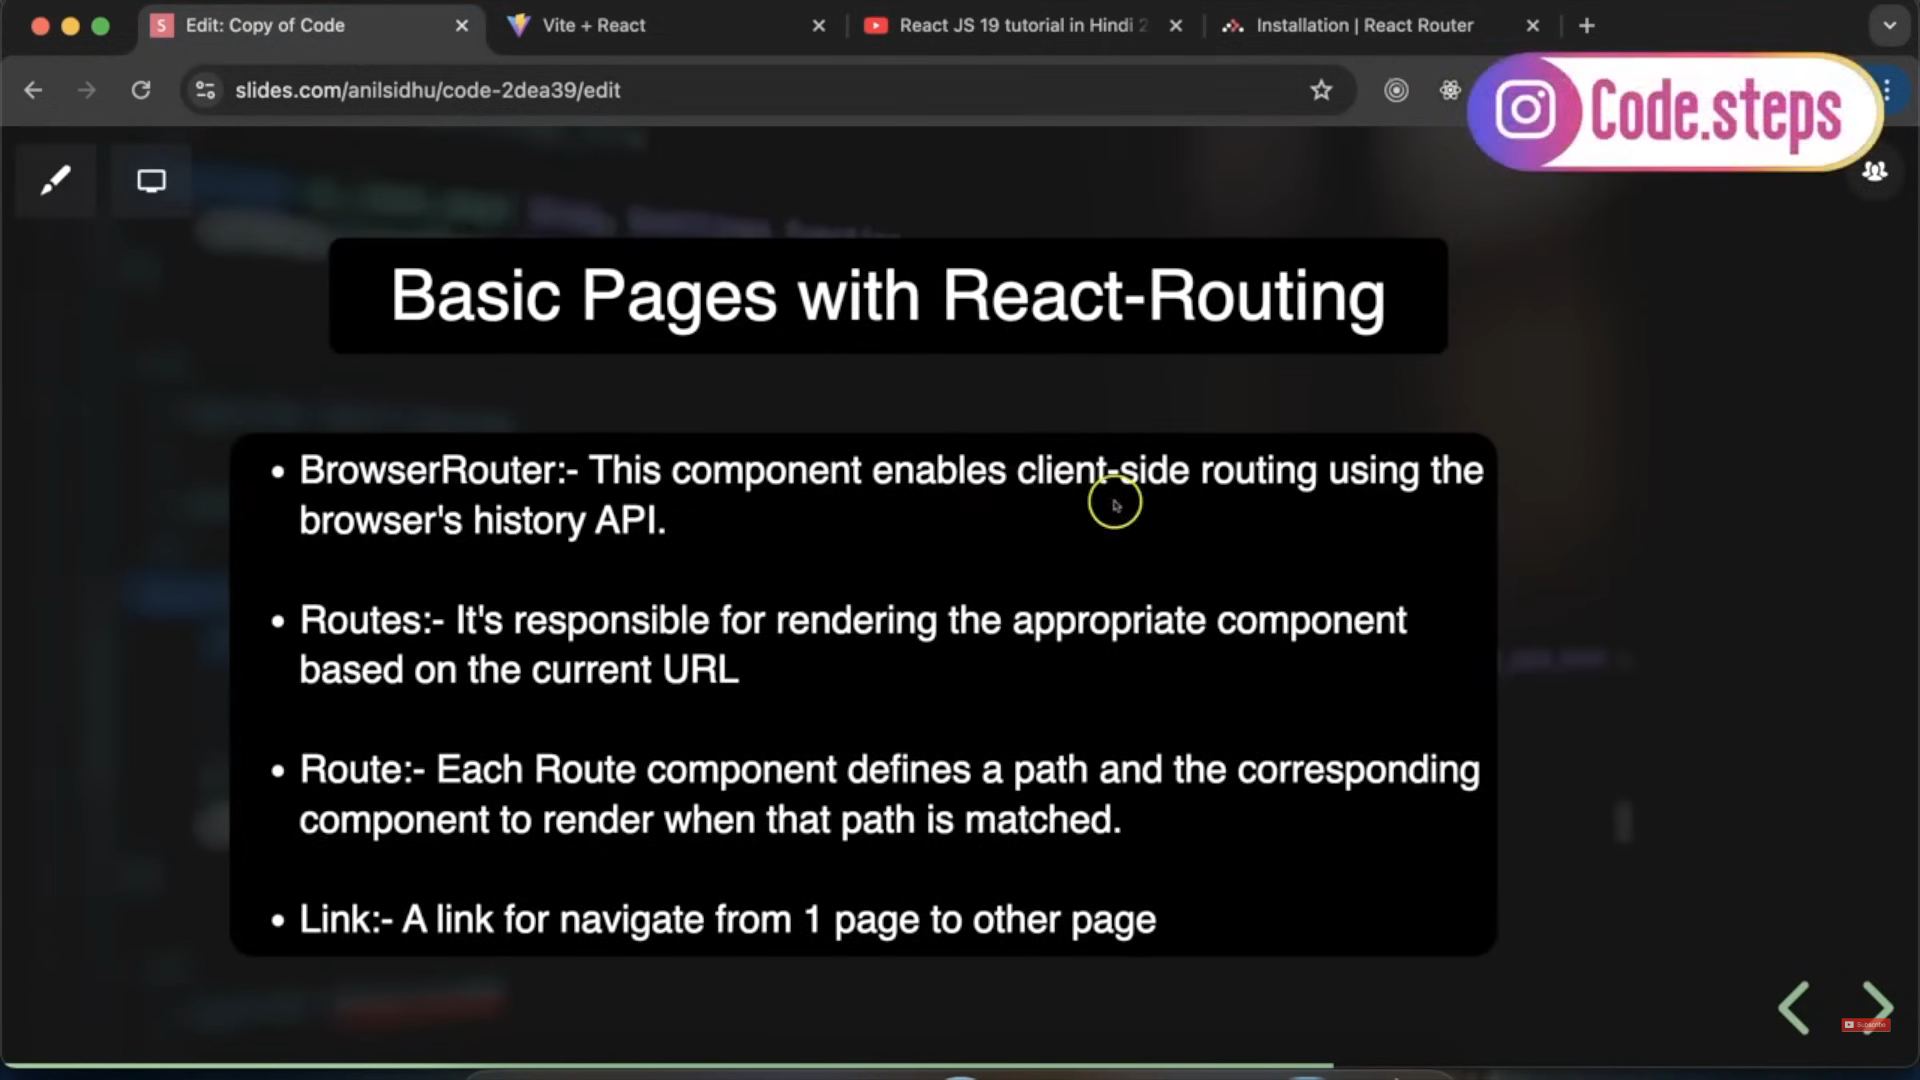 Edit: Copy of Code
Vite + React
React JS 19 tutorial in Hindi 2
Installation | React Router
slides.com/anilsidhu/code-2dea39/edit
Code.steps
Basic Pages with React-Routing
• BrowserRouter:- This component enables client-side routing using the
browser's history API.
• Routes:- It's responsible for rendering the appropriate component
based on the current URL
• Route:- Each Route component defines a path and the corresponding
component to render when that path is matched.
• Link:- A link for navigate from 1 page to other page
Subscribe